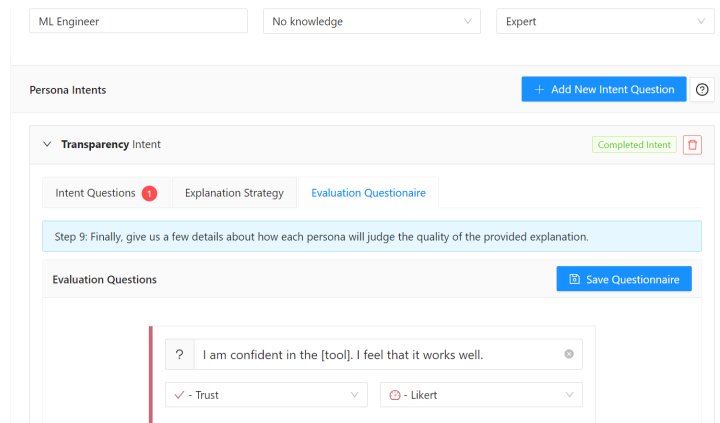 ML Engineer No knowledge Expert
Persona Intents + Add New Intent Question
Transparency Intent Completed Intent
Intent Questions 1 Explanation Strategy Evaluation Questionaire
Step 9: Finally, give us a few details about how each persona will judge the quality of the provided explanation.
Evaluation Questions Save Questionnaire
? I am confident in the [tool]. I feel that it works well.
- Trust - Likert